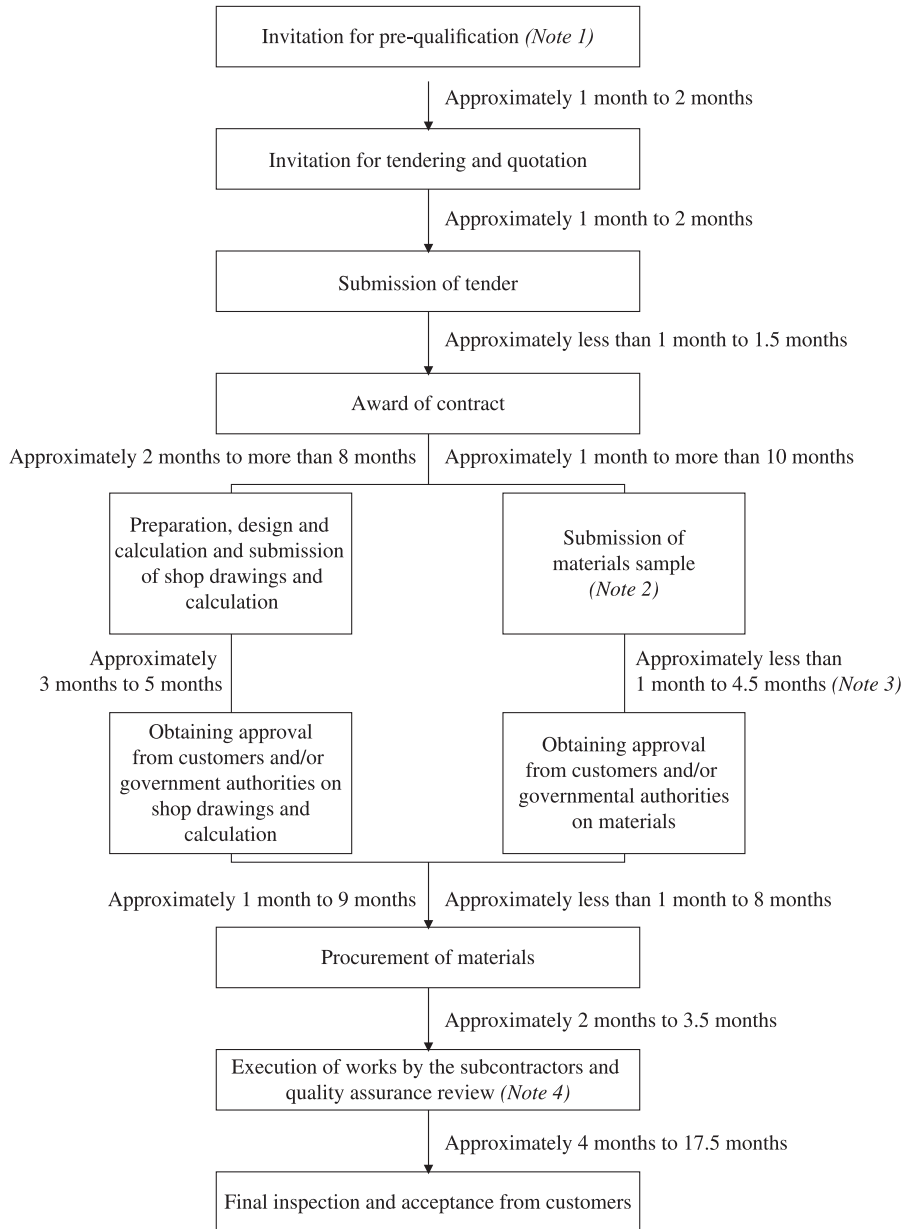 Invitation for pre-qualification (Note 1)
Approximately 1 month to 2 months
Invitation for tendering and quotation
Approximately 1 month to 2 months
Submission of tender
Approximately less than 1 month to 1.5 months
Award of contract
Approximately 2 months to more than 8 months
Approximately 1 month to more than 10 months
Preparation, design and
calculation and submission
of shop drawings and
calculation
Submission of
materials sample
(Note 2)
Approximately
3 months to 5 months
Approximately less than
1 month to 4.5 months (Note 3)
Obtaining approval
from customers and/or
government authorities on
shop drawings and
calculation
Obtaining approval
from customers and/or
governmental authorities
on materials
Approximately 1 month to 9 months
Approximately less than 1 month to 8 months
Procurement of materials
Approximately 2 months to 3.5 months
Execution of works by the subcontractors and
quality assurance review (Note 4)
Approximately 4 months to 17.5 months
Final inspection and acceptance from customers